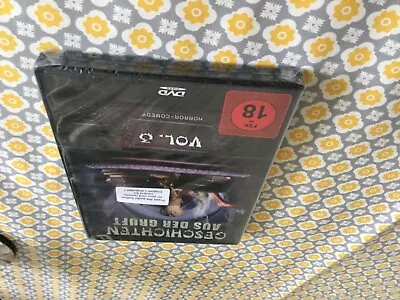 GESCHICHTEN
AUS DER GRUFT
VOL. 3
HORROR-COMEDY
FSK
18
DVD